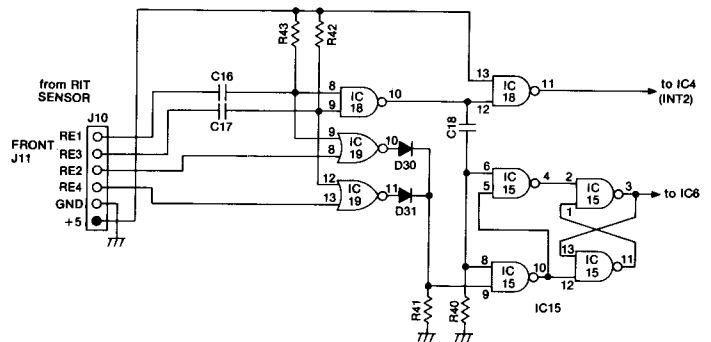 R43
R42
from RIT
SENSOR
J10
FRONT
J11
RE1
RE3
RE2
RE4
GND
+5
C16
C17
8
9
IC
18
10
13
12
IC
18
11
to IC4
(INT2)
C18
9
8
IC
19
10
D30
12
13
IC
19
11
D31
6
5
IC
15
4
2
1
IC
15
3
to IC6
8
9
IC
15
10
13
12
IC
15
11
R41
R40
IC15